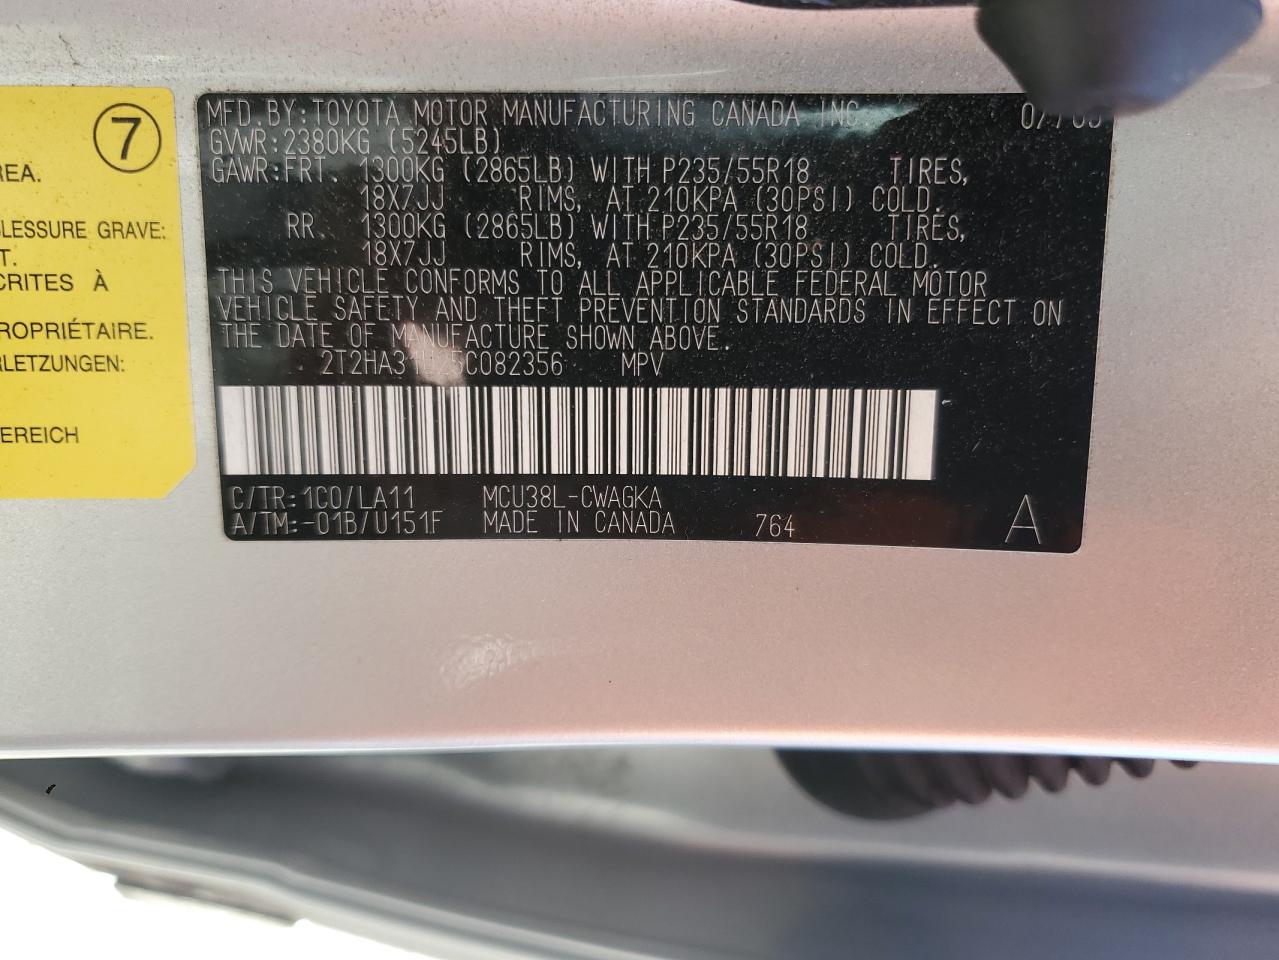 7
REA.
BLESSURE GRAVE:
T.
CRITES À
ROPRIÉTAIRE.
RLETZUNGEN:
EREICH
MFD.BY:TOYOTA MOTOR MANUFACTURING CANADA INC.
GVWR:2380KG (5245LB)
GAWR:FRT. 1300KG (2865LB) WITH P235/55R18 TIRES,
18X7JJ RIMS, AT 210KPA (30PSI) COLD.
RR. 1300KG (2865LB) WITH P235/55R18 TIRES,
18X7JJ RIMS, AT 210KPA (30PSI) COLD.
THIS VEHICLE CONFORMS TO ALL APPLICABLE FEDERAL MOTOR
VEHICLE SAFETY AND THEFT PREVENTION STANDARDS IN EFFECT ON
THE DATE OF MANUFACTURE SHOWN ABOVE.
2T2HA31U25C082356 MPV
C/TR:1C0/LA11 MCU38L-CWAGKA
A/TM:-01B/U151F MADE IN CANADA 764 A